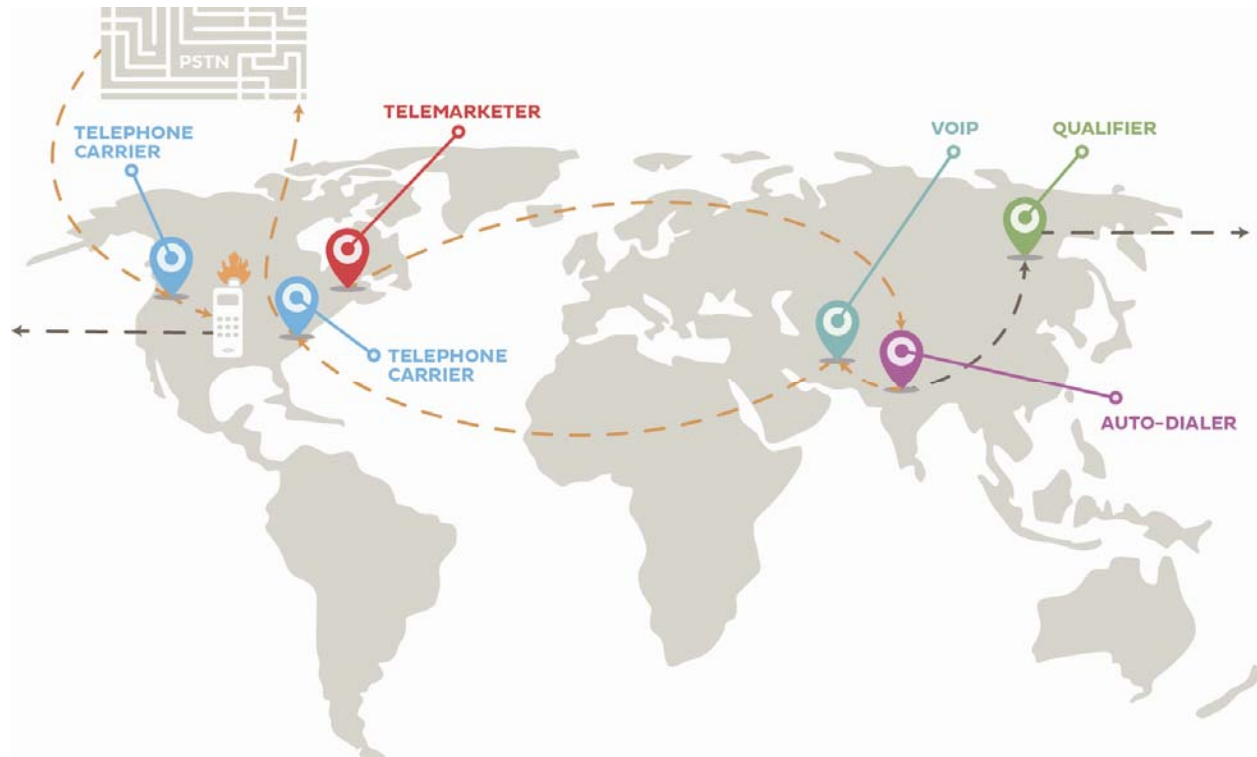 PSTN
TELEMARKETER
TELEPHONE
CARRIER
VOIP
QUALIFIER
TELEPHONE
CARRIER
AUTO-DIALER